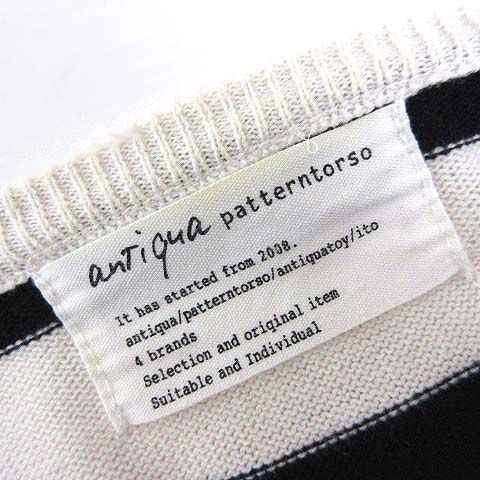 antiqua patterntorso
It has started from 2008.
antiqua/patterntorso/antiquatoy/ito
4 brands
Selection and original item
Suitable and Individual